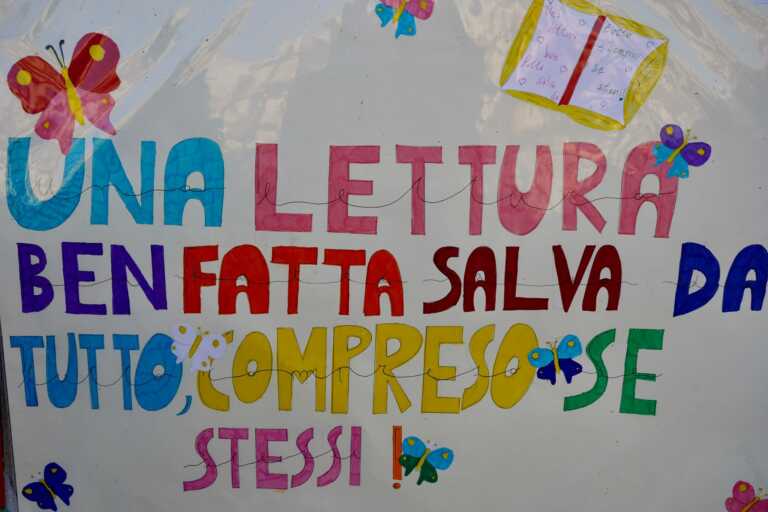 UNA LETTURA
BEN FATTA SALVA DA
TUTTO, COMPRESO SE
STESSI!